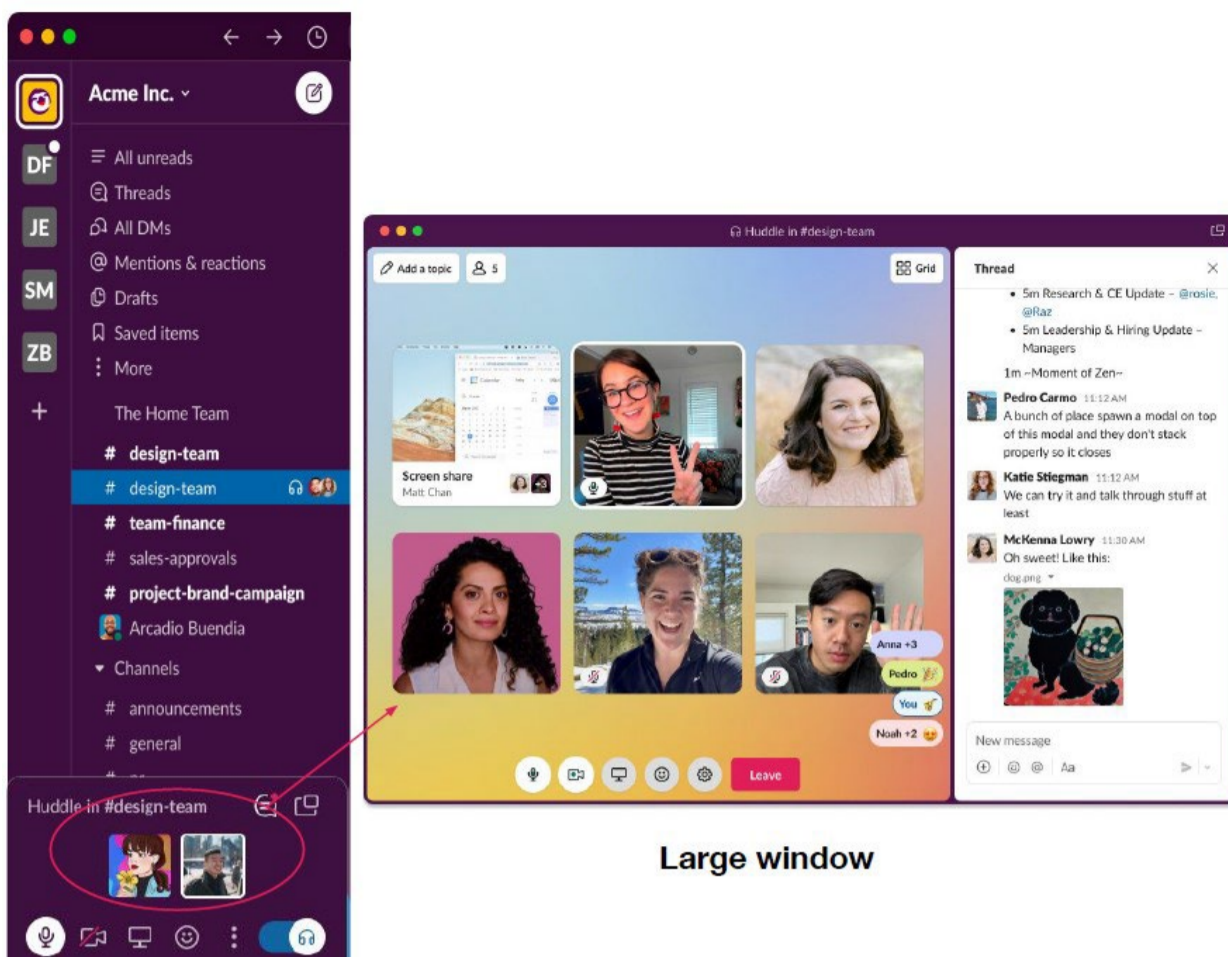 Acme Inc.
DF
JE
SM
ZB
All unreads
Threads
All DMs
Mentions & reactions
Drafts
Saved items
More
The Home Team
# design-team
# design-team
# team-finance
# sales-approvals
# project-brand-campaign
Arcadio Buendia
Channels
# announcements
# general
Huddle in #design-team
Huddle in #design-team
Add a topic
5
Grid
Screen share
Matt Chan
Anna +3
Pedro
You
Noah +2
Leave
Thread
• 5m Research & CE Update – @rosie,
@Raz
• 5m Leadership & Hiring Update –
Managers
1m ~Moment of Zen~
Pedro Carmo 11:12 AM
A bunch of place spawn a modal on top
of this modal and they don't stack
properly so it closes
Katie Stiegman 11:12 AM
We can try it and talk through stuff at
least
McKenna Lowry 11:30 AM
Oh sweet! Like this:
dog.png
New message
Aa
Large window